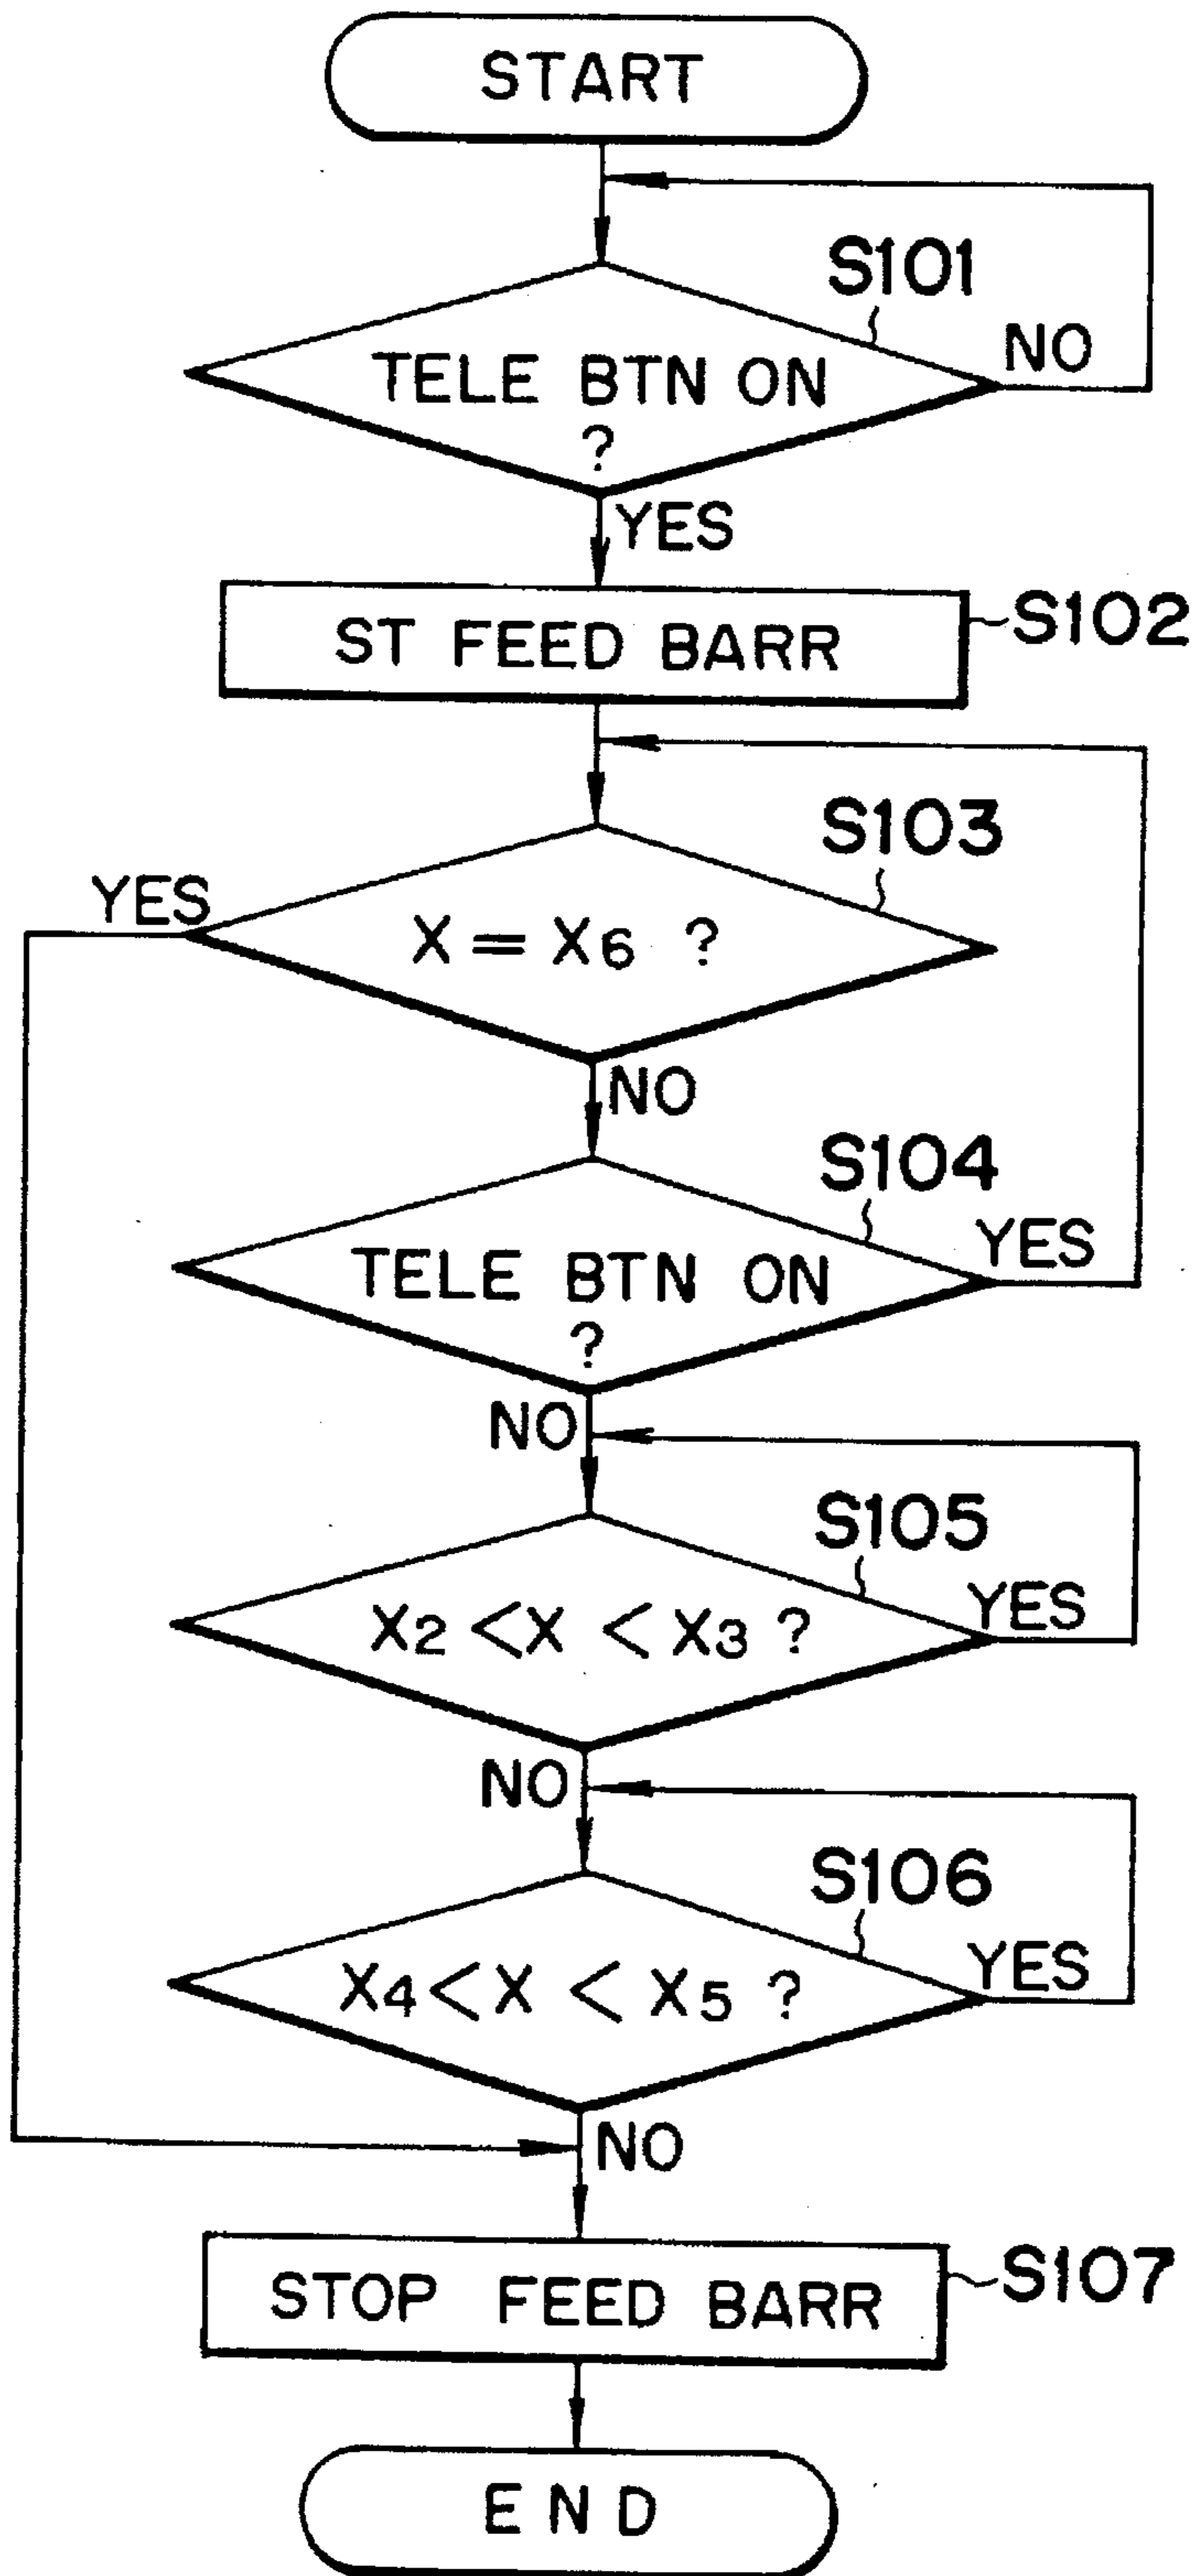 START
S101
TELE BTN ON
?
NO
YES
ST FEED BARR
S102
S103
YES
X = X6 ?
NO
S104
TELE BTN ON
?
YES
NO
S105
X2 < X < X3 ?
YES
NO
S106
X4 < X < X5 ?
YES
NO
STOP FEED BARR
S107
END